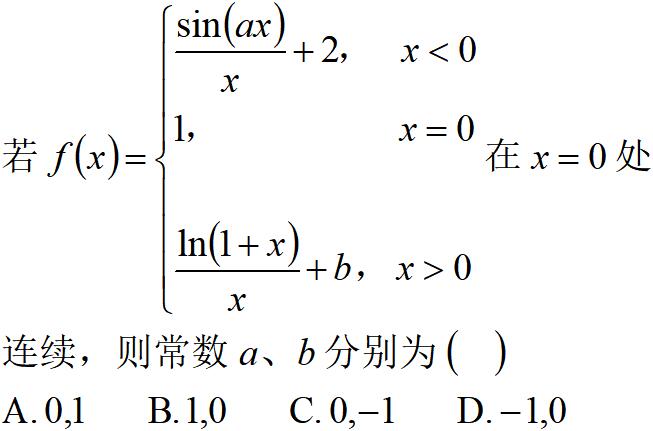 sin(ax)/x + 2， x < 0
若 f(x)= { 1， x = 0 在 x = 0 处
ln(1+x)/x + b， x > 0
连续，则常数 a、b 分别为 ( )
A. 0,1 B. 1,0 C. 0,−1 D. −1,0